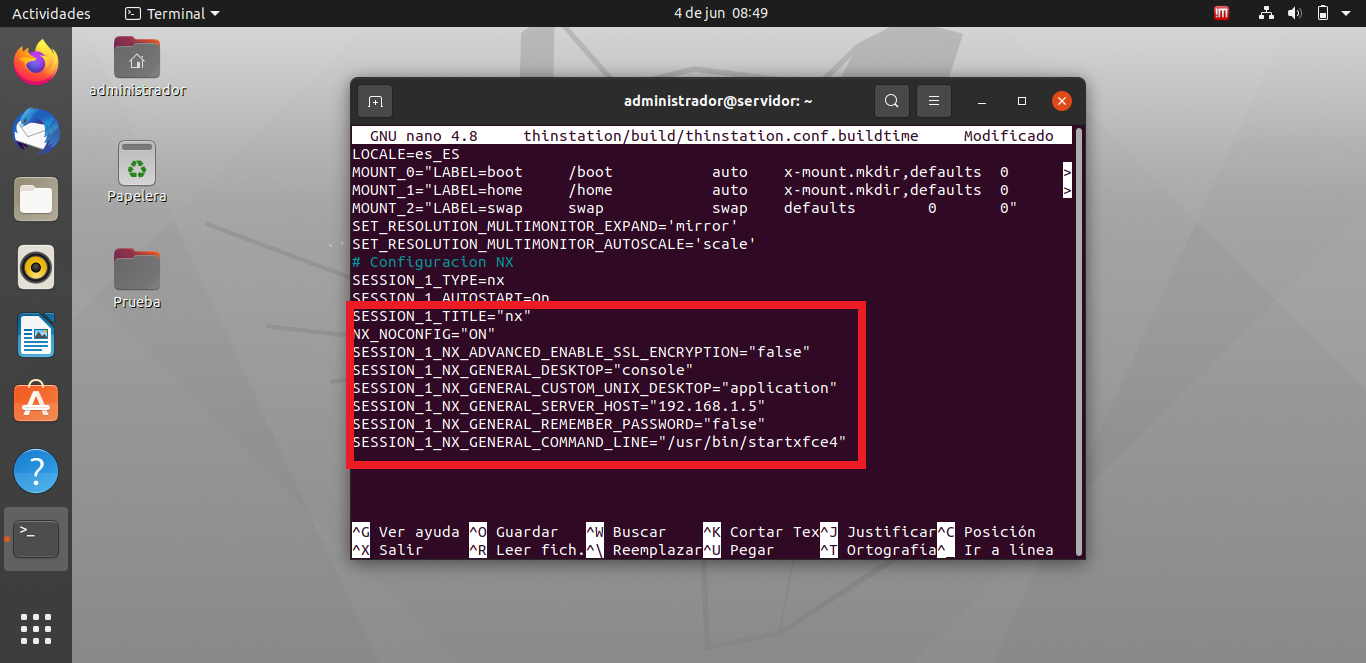 Actividades
Terminal
4 de jun 08:49
administrador
Papelera
Prueba
administrador@servidor: ~
GNU nano 4.8 thinstation/build/thinstation.conf.buildtime Modificado
LOCALE=es_ES
MOUNT_0="LABEL=boot /boot auto x-mount.mkdir,defaults 0 >
MOUNT_1="LABEL=home /home auto x-mount.mkdir,defaults 0 >
MOUNT_2="LABEL=swap swap swap defaults 0 0"
SET_RESOLUTION_MULTIMONITOR_EXPAND='mirror'
SET_RESOLUTION_MULTIMONITOR_AUTOSCALE='scale'
# Configuracion NX
SESSION_1_TYPE=nx
SESSION_1_AUTOSTART=On
SESSION_1_TITLE="nx"
NX_NOCONFIG="ON"
SESSION_1_NX_ADVANCED_ENABLE_SSL_ENCRYPTION="false"
SESSION_1_NX_GENERAL_DESKTOP="console"
SESSION_1_NX_GENERAL_CUSTOM_UNIX_DESKTOP="application"
SESSION_1_NX_GENERAL_SERVER_HOST="192.168.1.5"
SESSION_1_NX_GENERAL_REMEMBER_PASSWORD="false"
SESSION_1_NX_GENERAL_COMMAND_LINE="/usr/bin/startxfce4"
^G Ver ayuda ^O Guardar ^W Buscar ^K Cortar Tex^J Justificar^C Posición
^X Salir ^R Leer fich.^\ Reemplazar^U Pegar ^T Ortografía^_ Ir a línea